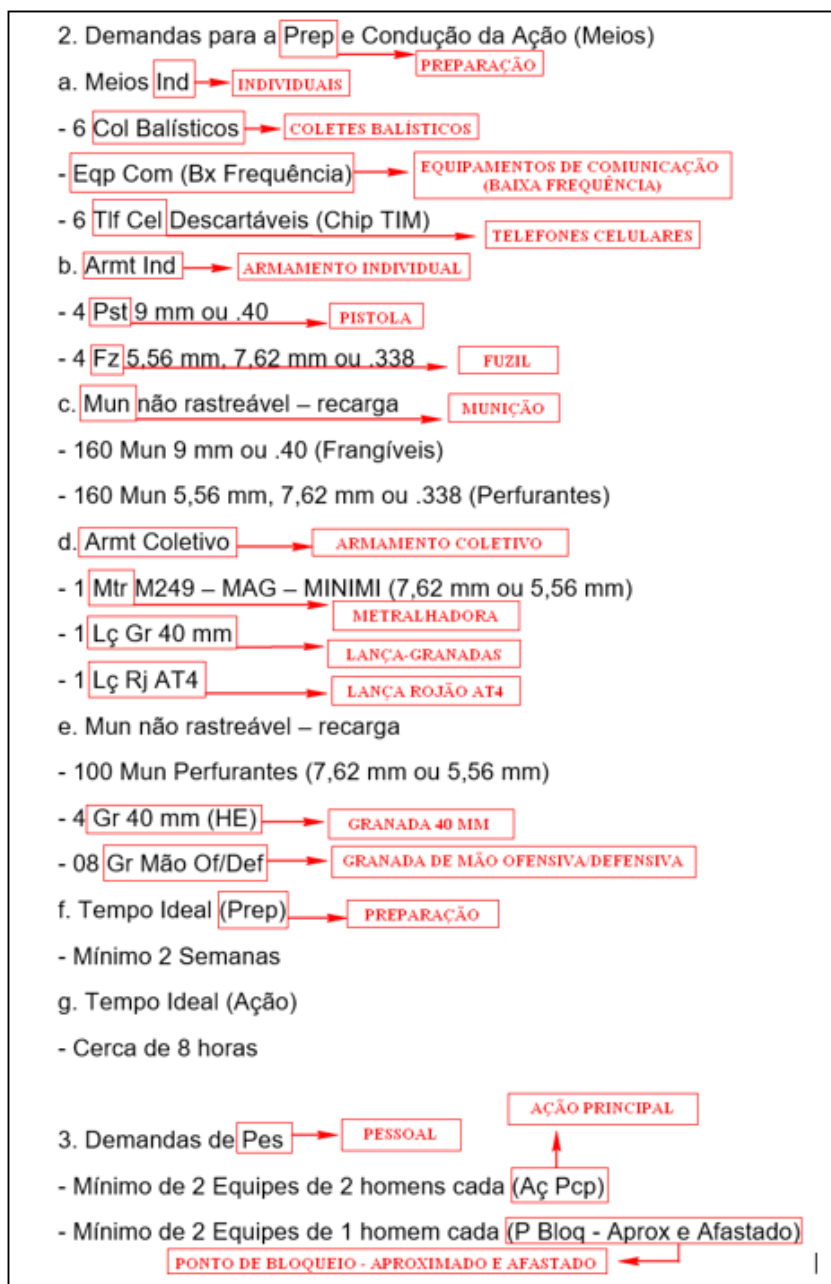 2. Demandas para a Prep e Condução da Ação (Meios)
PREPARAÇÃO
a. Meios Ind
INDIVIDUAIS
- 6 Col Balísticos
COLETES BALÍSTICOS
- Eqp Com (Bx Frequência)
EQUIPAMENTOS DE COMUNICAÇÃO
(BAIXA FREQUÊNCIA)
- 6 Tlf Cel Descartáveis (Chip TIM)
TELEFONES CELULARES
b. Armt Ind
ARMAMENTO INDIVIDUAL
- 4 Pst 9 mm ou .40
PISTOLA
- 4 Fz 5,56 mm, 7,62 mm ou .338
FUZIL
c. Mun não rastreável – recarga
MUNIÇÃO
- 160 Mun 9 mm ou .40 (Frangíveis)
- 160 Mun 5,56 mm, 7,62 mm ou .338 (Perfurantes)
d. Armt Coletivo
ARMAMENTO COLETIVO
- 1 Mtr M249 – MAG – MINIMI (7,62 mm ou 5,56 mm)
METRALHADORA
- 1 Lç Gr 40 mm
LANÇA-GRANADAS
- 1 Lç Rj AT4
LANÇA ROJÃO AT4
e. Mun não rastreável – recarga
- 100 Mun Perfurantes (7,62 mm ou 5,56 mm)
- 4 Gr 40 mm (HE)
GRANADA 40 MM
- 08 Gr Mão Of/Def
GRANADA DE MÃO OFENSIVA/DEFENSIVA
f. Tempo Ideal (Prep)
PREPARAÇÃO
- Mínimo 2 Semanas
g. Tempo Ideal (Ação)
- Cerca de 8 horas
AÇÃO PRINCIPAL
3. Demandas de Pes
PESSOAL
- Mínimo de 2 Equipes de 2 homens cada (Aç Pcp)
- Mínimo de 2 Equipes de 1 homem cada (P Bloq - Aprox e Afastado)
PONTO DE BLOQUEIO - APROXIMADO E AFASTADO